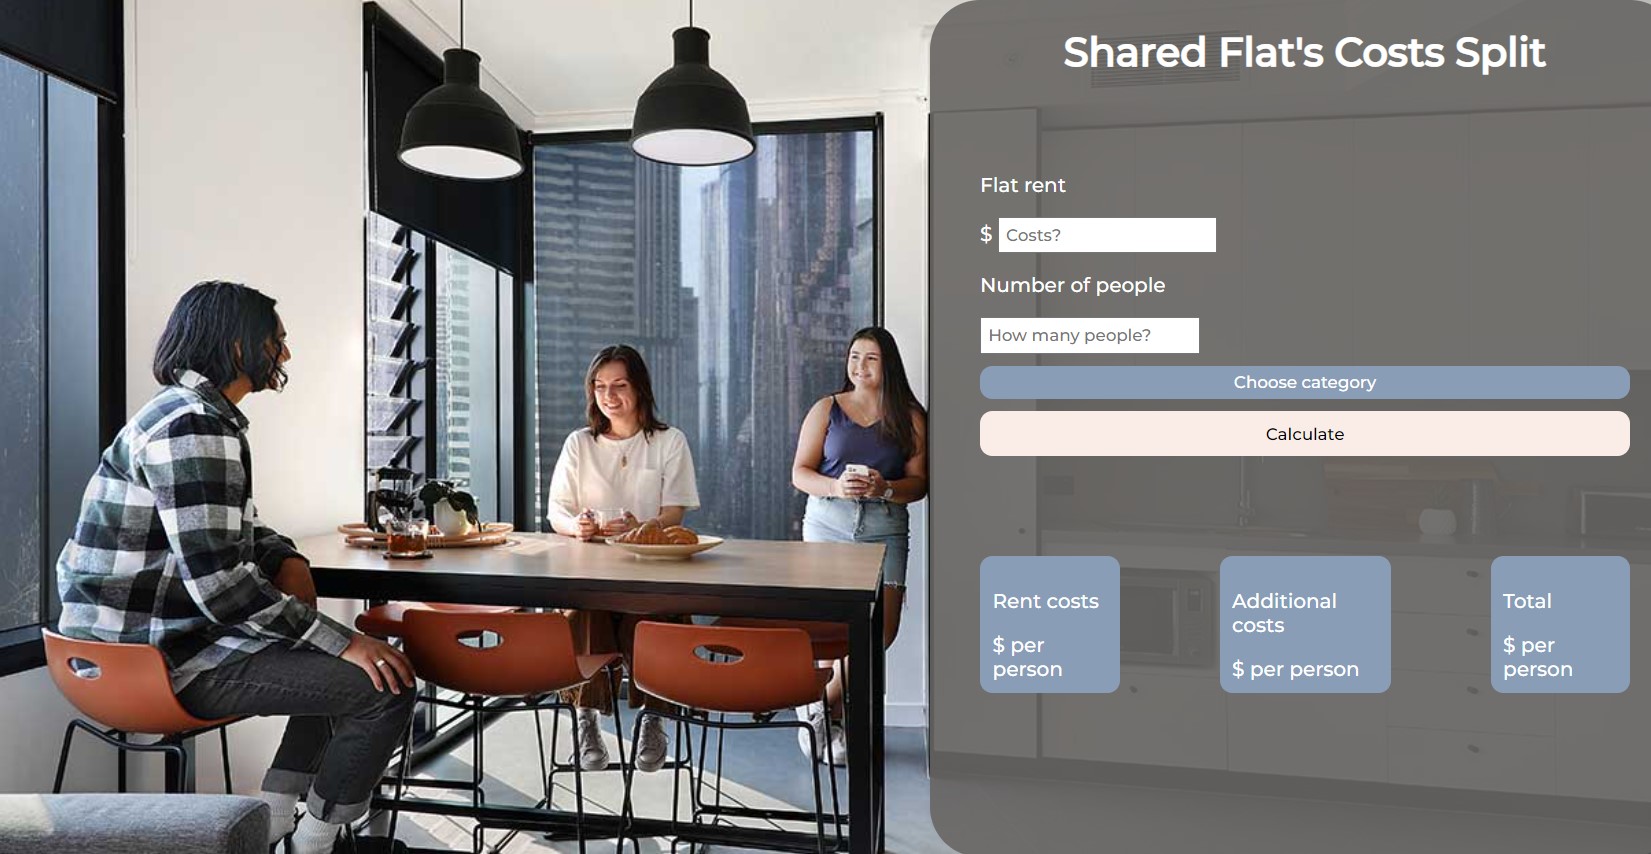 Shared Flat's Costs Split
Flat rent
$ Costs?
Number of people
How many people?
Choose category
Calculate
Rent costs
$ per
person
Additional
costs
$ per person
Total
$ per
person